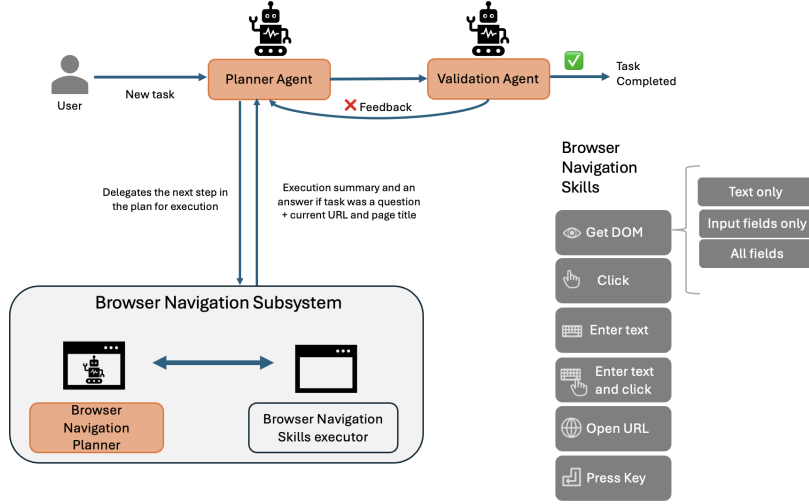 Planner Agent
Validation Agent
Task
Completed
User
New task
Feedback
Delegates the next step in
the plan for execution
Execution summary and an
answer if task was a question
+ current URL and page title
Browser Navigation Subsystem
Browser
Navigation
Planner
Browser Navigation
Skills executor
Browser
Navigation
Skills
Get DOM
Click
Enter text
Enter text
and click
Open URL
Press Key
Text only
Input fields only
All fields